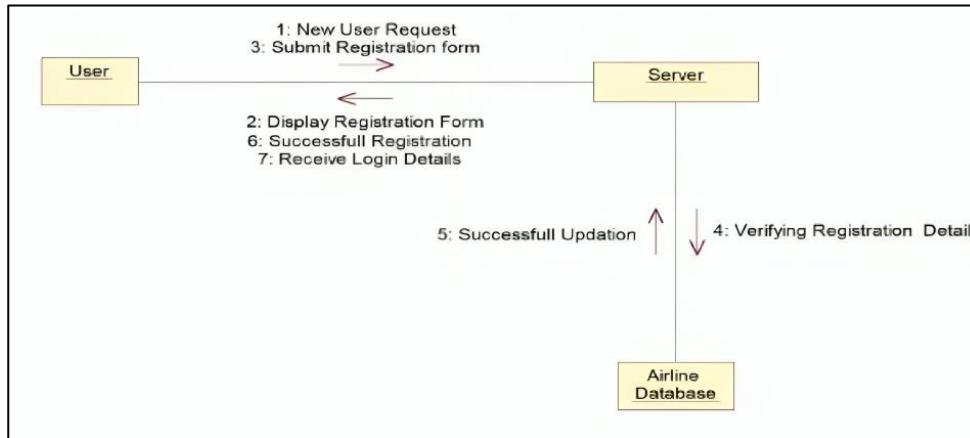 1: New User Request
3: Submit Registration form
User
Server
2: Display Registration Form
6: Successfull Registration
7: Receive Login Details
5: Successfull Updation
4: Verifying Registration Detail
Airline
Database